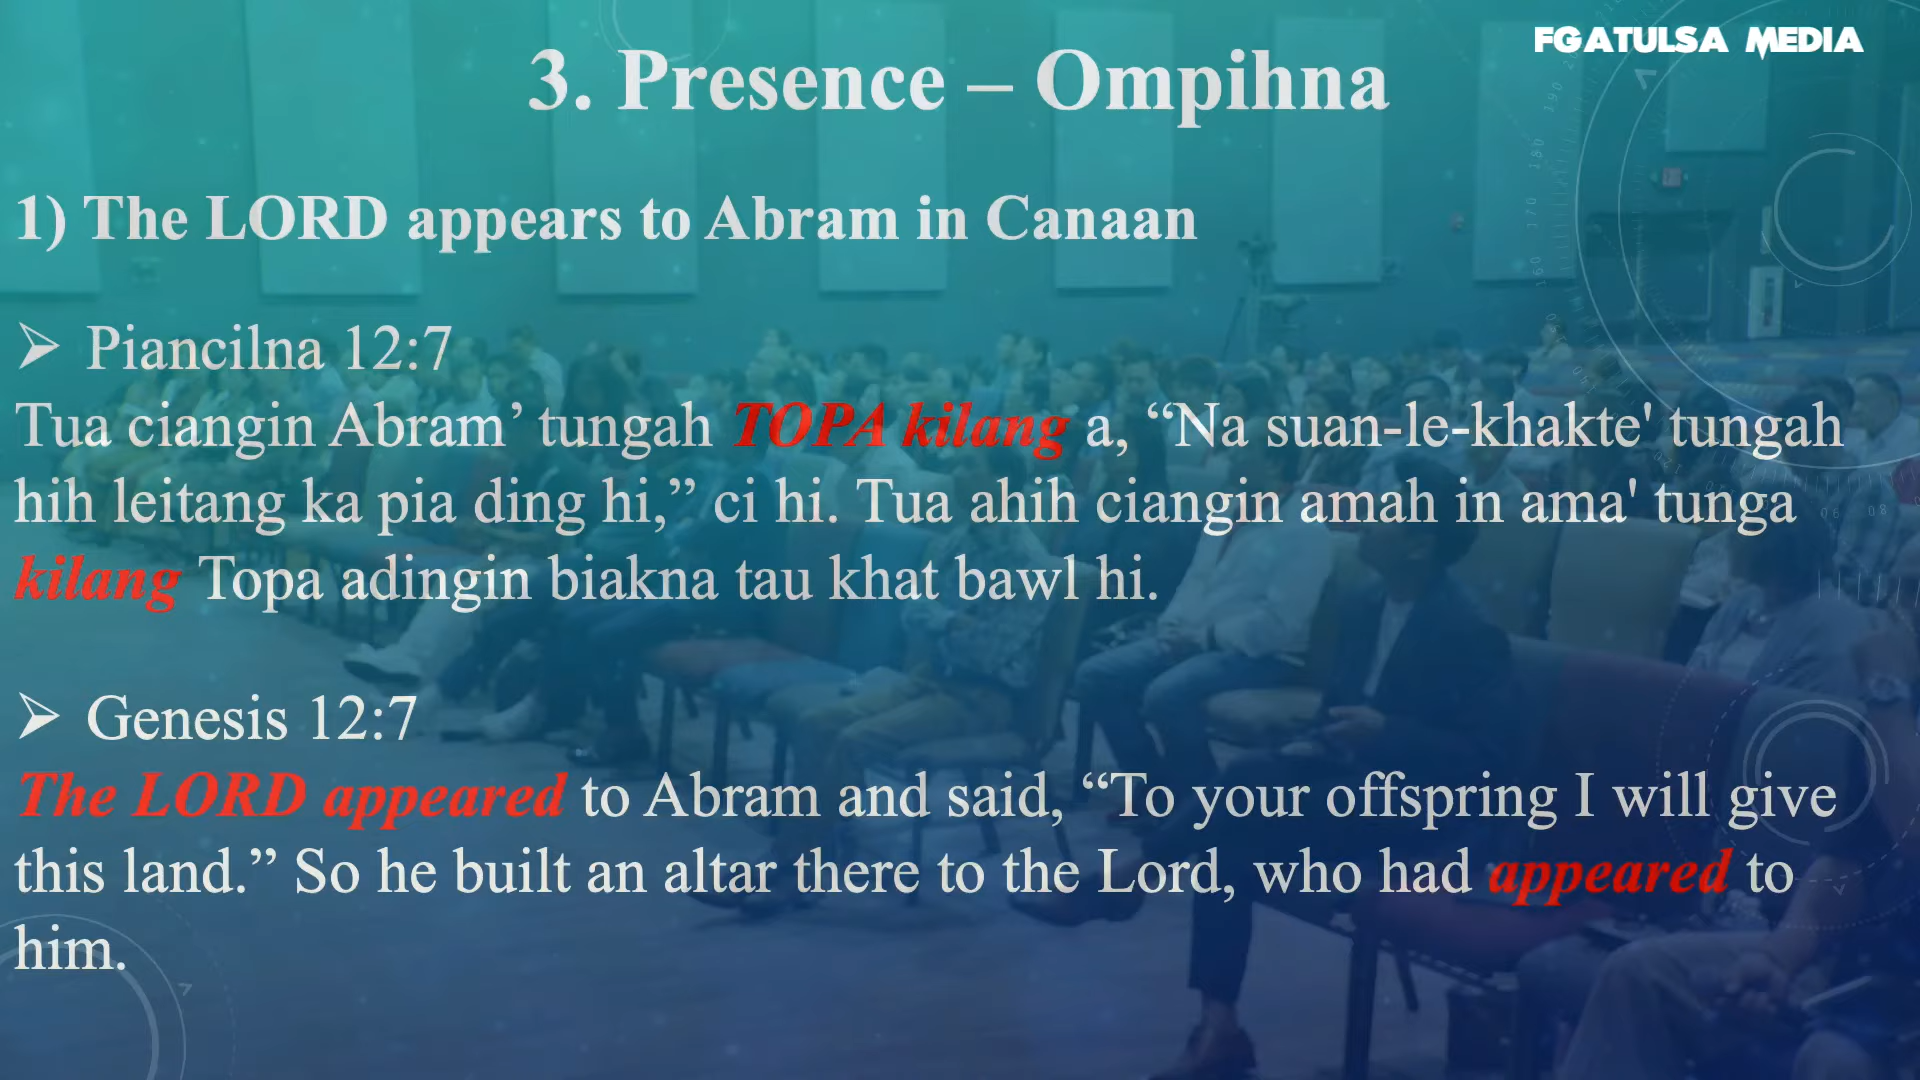 FGATULSA MEDIA
3. Presence – Ompihna
1) The LORD appears to Abram in Canaan
➢ Piancilna 12:7
Tua ciangin Abram’ tungah TOPA kilang a, “Na suan-le-khakte' tungah
hih leitang ka pia ding hi,” ci hi. Tua ahih ciangin amah in ama' tunga
kilang Topa adingin biakna tau khat bawl hi.
➢ Genesis 12:7
The LORD appeared to Abram and said, “To your offspring I will give
this land.” So he built an altar there to the Lord, who had appeared to
him.